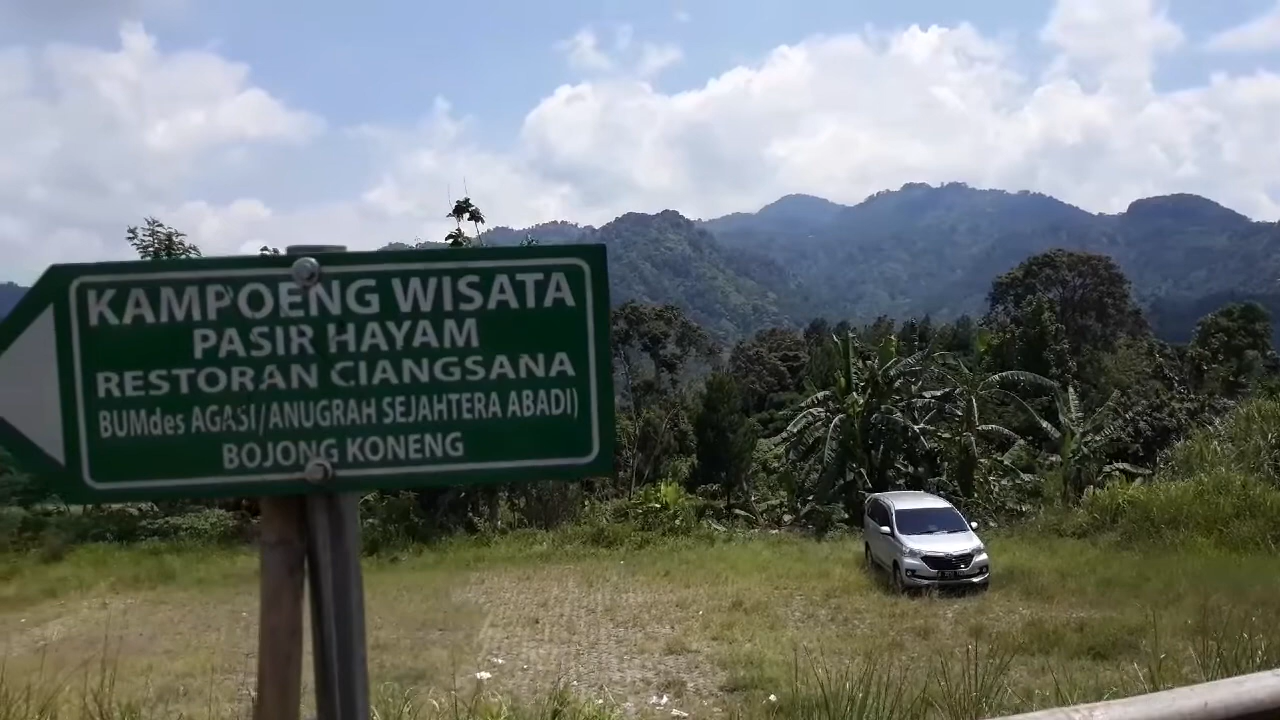 KAMPOENG WISATA
PASIR HAYAM
RESTORAN CIANGSANA
BUMdes AGASI/ANUGRAH SEJAHTERA ABADI)
BOJONG KONENG